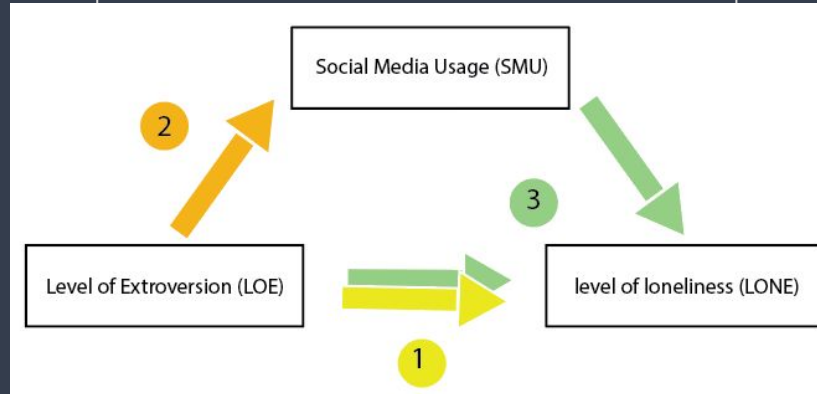 Social Media Usage (SMU)
2
3
Level of Extroversion (LOE)
level of loneliness (LONE)
1